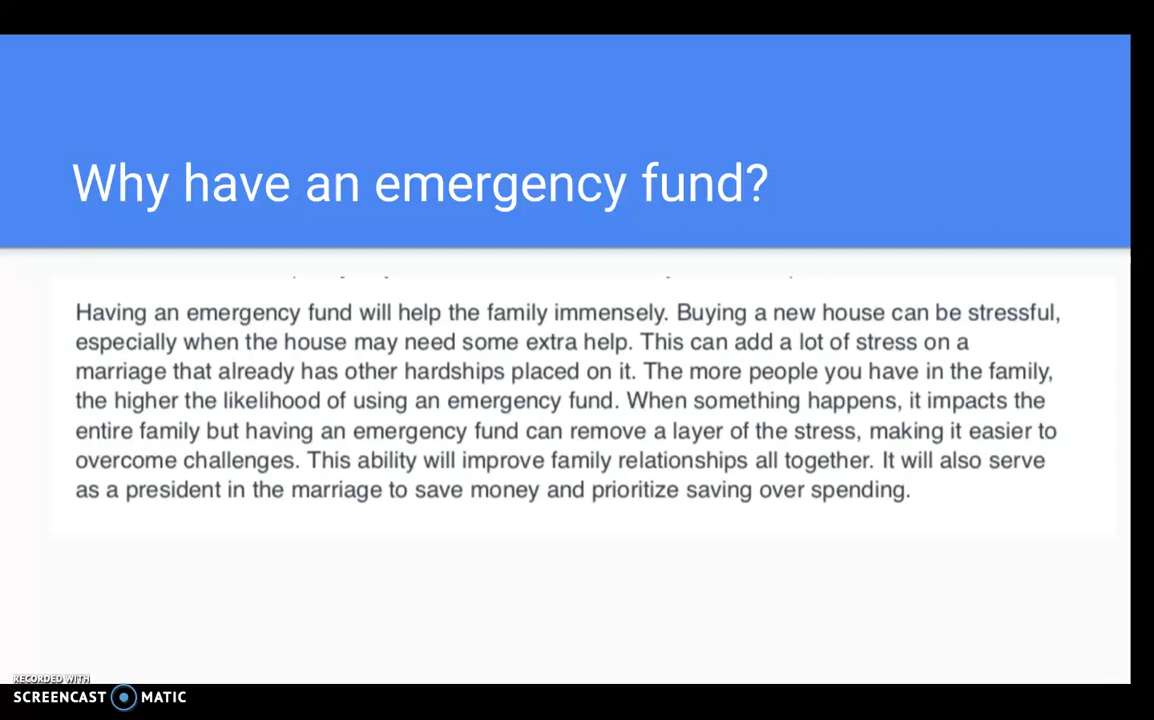 Why have an emergency fund?
Having an emergency fund will help the family immensely. Buying a new house can be stressful,
especially when the house may need some extra help. This can add a lot of stress on a
marriage that already has other hardships placed on it. The more people you have in the family,
the higher the likelihood of using an emergency fund. When something happens, it impacts the
entire family but having an emergency fund can remove a layer of the stress, making it easier to
overcome challenges. This ability will improve family relationships all together. It will also serve
as a president in the marriage to save money and prioritize saving over spending.
RECORDED WITH
SCREENCAST MATIC